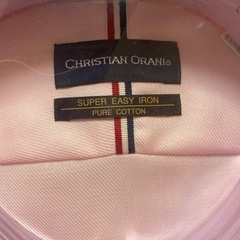 CHRISTIAN ORANI®
SUPER EASY IRON
PURE COTTON